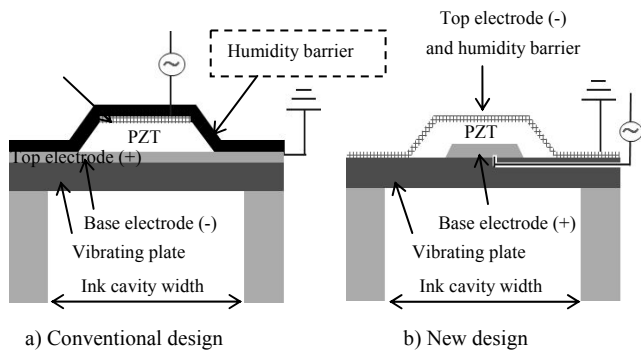 Humidity barrier
PZT
Top electrode (+)
Base electrode (-)
Vibrating plate
Ink cavity width
a) Conventional design
Top electrode (-)
and humidity barrier
PZT
Base electrode (+)
Vibrating plate
Ink cavity width
b) New design